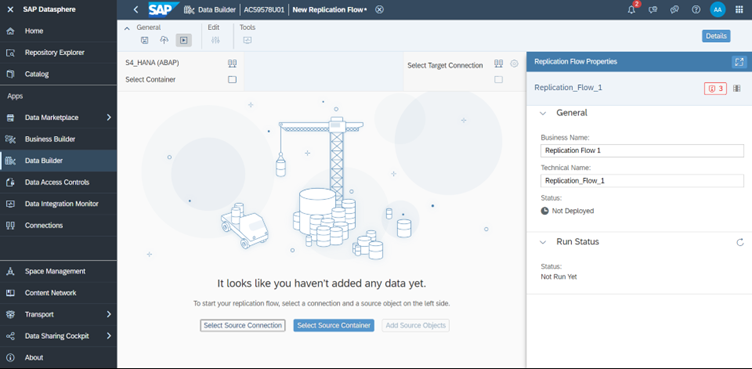 SAP Datasphere
Home
Repository Explorer
Catalog
Apps
Data Marketplace
Business Builder
Data Builder
Data Access Controls
Data Integration Monitor
Connections
Space Management
Content Network
Transport
Data Sharing Cockpit
About
SAP Data Builder ACS9578U01 New Replication Flow*
2
AA
General Edit Tools
Details
S4_HANA (ABAP)
Select Container
Select Target Connection
It looks like you haven't added any data yet.
To start your replication flow, select a connection and a source object on the left side.
Select Source Connection Select Source Container Add Source Objects
Replication Flow Properties
Replication_Flow_1
3
General
Business Name:
Replication Flow 1
Technical Name:
Replication_Flow_1
Status:
Not Deployed
Run Status
Status:
Not Run Yet